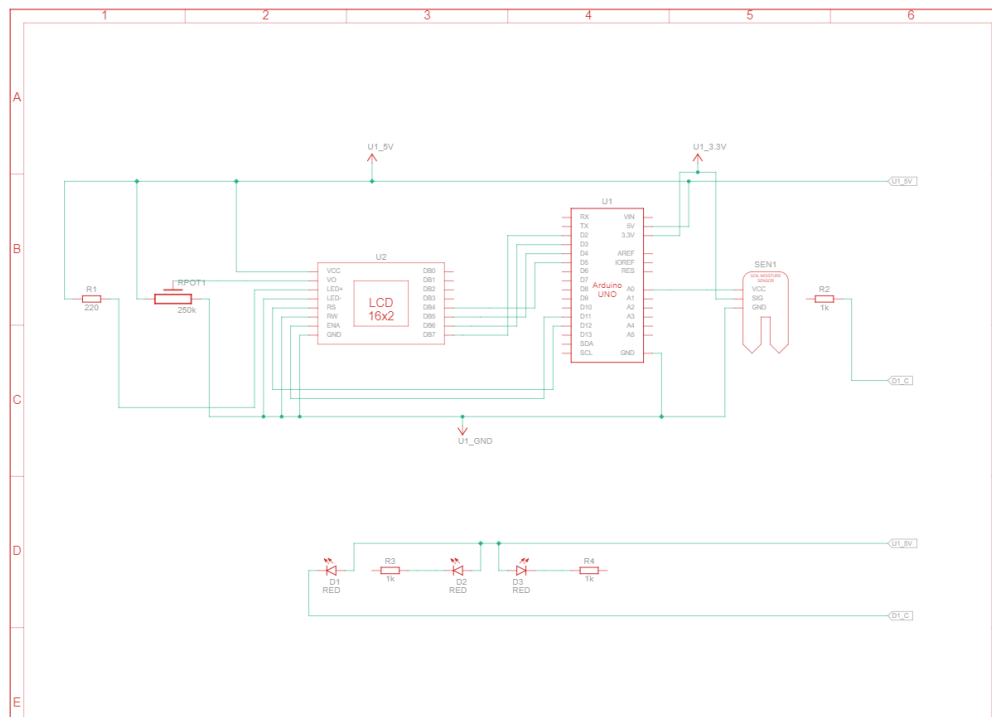 1 2 3 4 5 6
A
U1_5V U1_3.3V
U1_5V
U1
RX VIN
TX 5V
D2 3.3V
D3
D4 AREF
D5 IOREF
D6 RES
D7
D8 A0
D9 A1
D10 A2
D11 A3
D12 A4
D13 A5
SDA
SCL GND
Arduino
UNO
B
U2
VCC DB0
VO DB1
LED+ DB2
LED- DB3
RS DB4
RW DB5
ENA DB6
GND DB7
LCD
16x2
SEN1
SOIL MOISTURE
SENSOR
VCC
SIG
GND
R1
220
RPOT1
250k
R2
1k
D1_C
C
U1_GND
D
U1_5V
D1
RED
R3
1k
D2
RED
D3
RED
R4
1k
D1_C
E